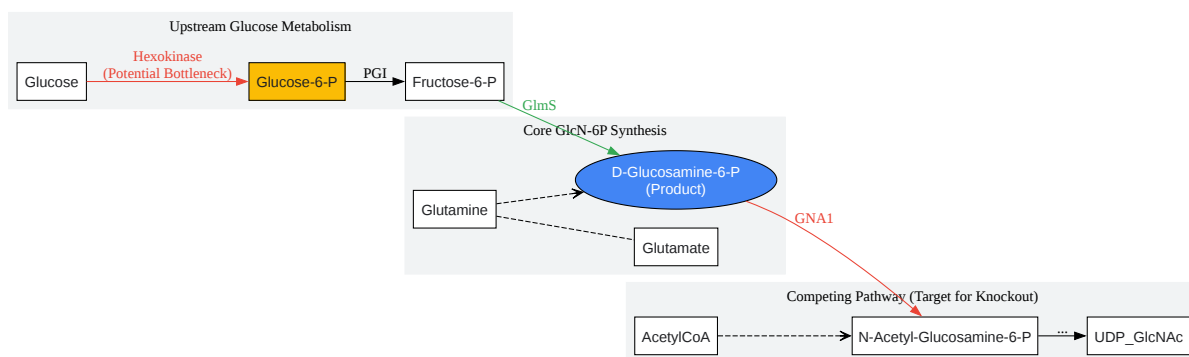 Upstream Glucose Metabolism
Hexokinase
(Potential Bottleneck)
Glucose
Glucose-6-P
PGI
Fructose-6-P
GlmS
Core GlcN-6P Synthesis
D-Glucosamine-6-P
(Product)
Glutamine
GNA1
Glutamate
Competing Pathway (Target for Knockout)
AcetylCoA
N-Acetyl-Glucosamine-6-P
...
UDP_GlcNAc